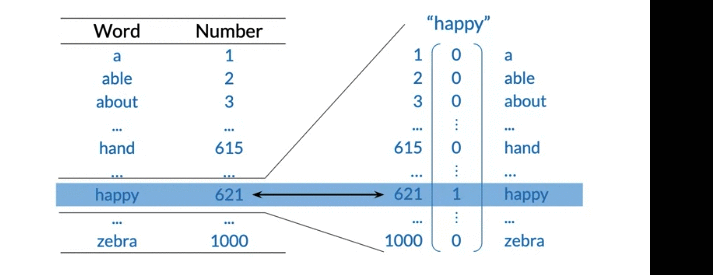 "happy"
Word Number
a 1 1 0 a
able 2 2 0 able
about 3 3 0 about
... ... ... ⋮ ...
hand 615 615 0 hand
... ... ... ⋮ ...
happy 621 621 1 happy
... ... ... ⋮ ...
zebra 1000 1000 0 zebra